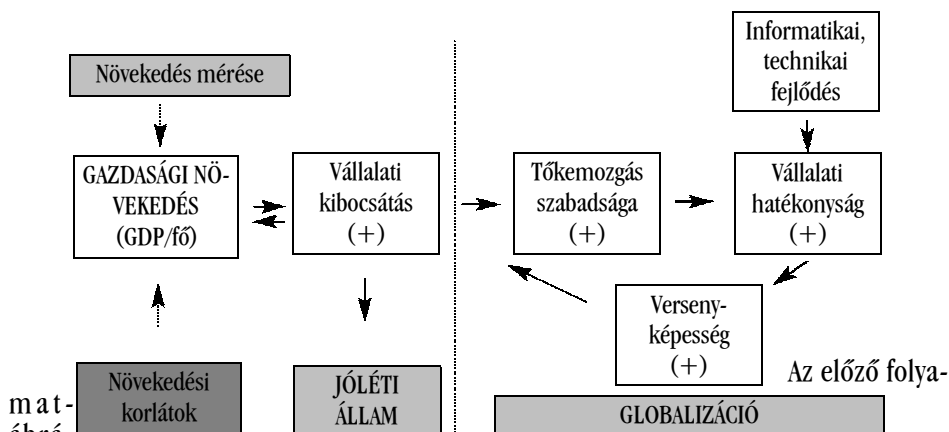 Informatikai,
technikai
fejlődés
Növekedés mérése
GAZDASÁGI NÖ-
VEKEDÉS
(GDP/fő)
Vállalati
kibocsátás
(+)
Tőkemozgás
szabadsága
(+)
Vállalati
hatékonyság
(+)
Verseny-
képesség
(+)
Az előző folya-
mat-
Növekedési
korlátok
JÓLÉTI
ÁLLAM
GLOBALIZÁCIÓ